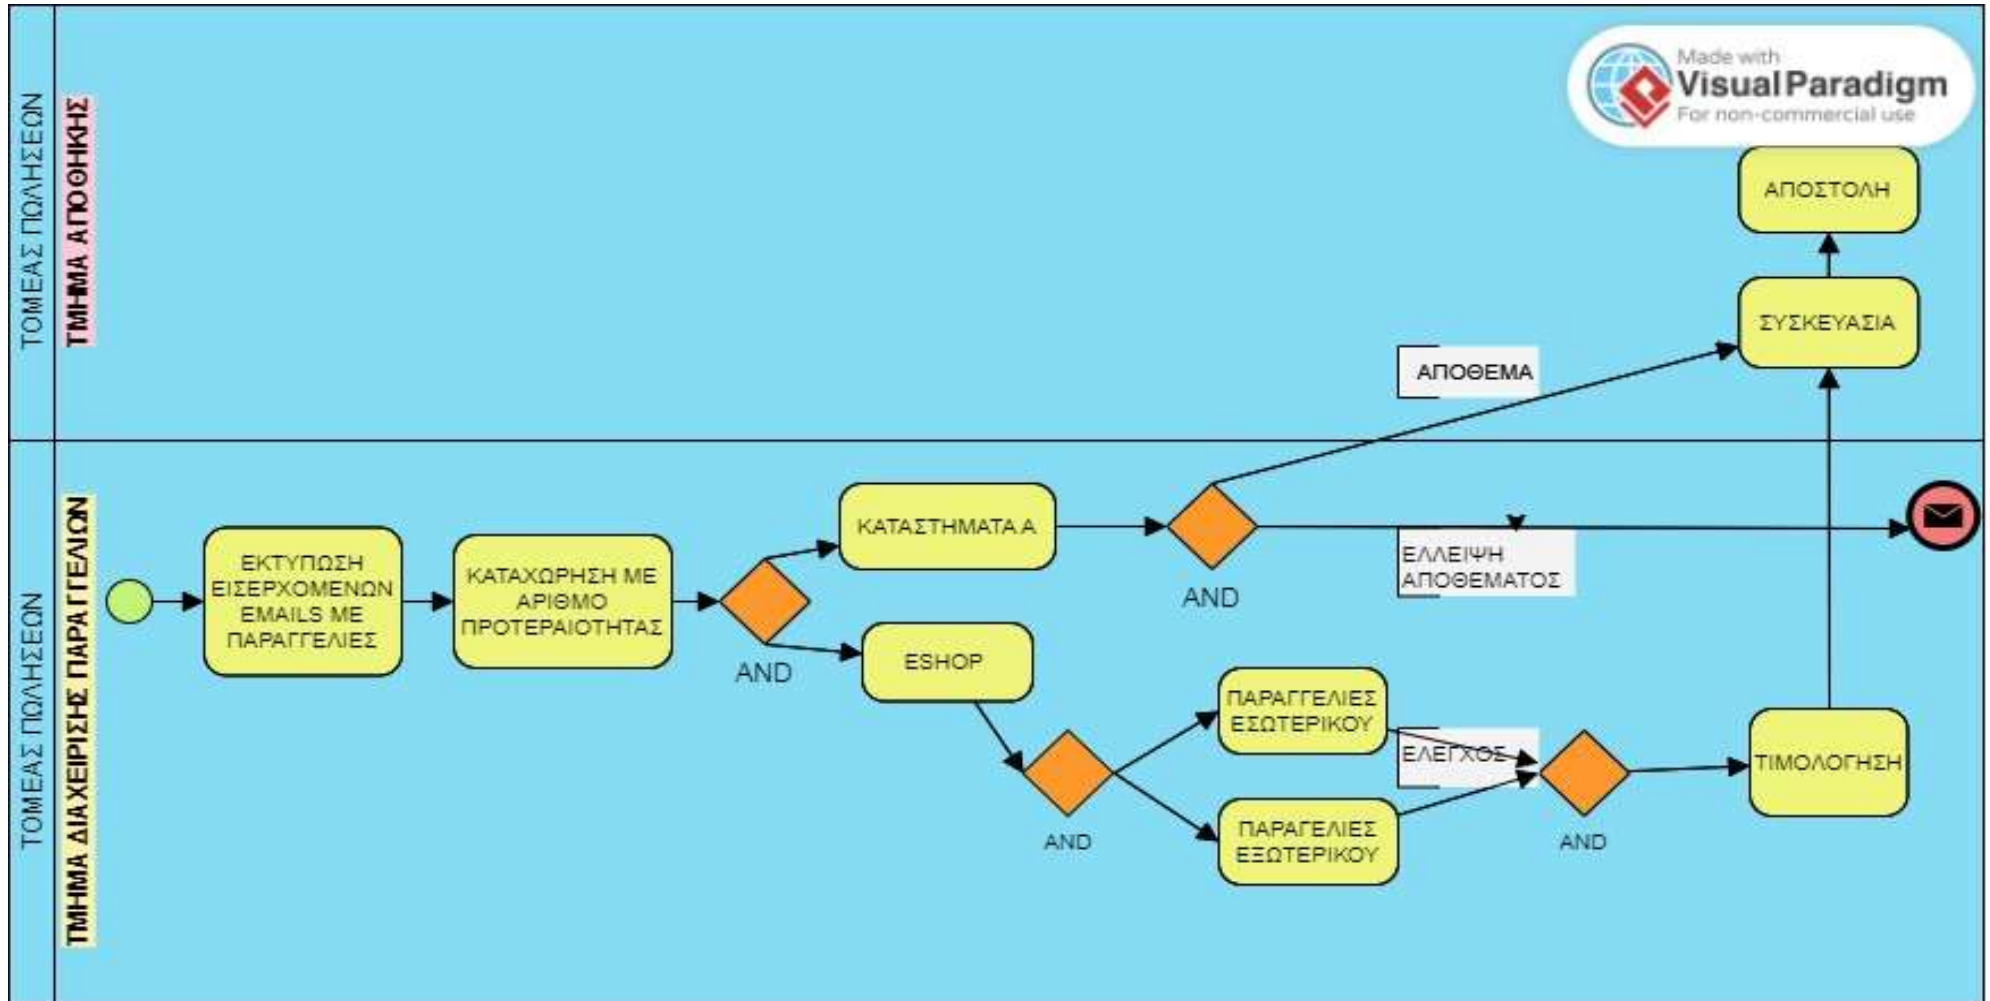 ΤΟΜΕΑΣ ΠΩΛΗΣΕΩΝ
ΤΜΗΜΑ ΑΠΟΘΗΚΗΣ
Made with
Visual Paradigm
For non-commercial use
ΑΠΟΣΤΟΛΗ
ΣΥΣΚΕΥΑΣΙΑ
ΑΠΟΘΕΜΑ
ΤΟΜΕΑΣ ΠΩΛΗΣΕΩΝ
ΤΜΗΜΑ ΔΙΑΧΕΙΡΙΣΗΣ ΠΑΡΑΓΓΕΛΙΩΝ
ΕΚΤΥΠΩΣΗ
ΕΙΣΕΡΧΟΜΕΝΩΝ
EMAILS ΜΕ
ΠΑΡΑΓΓΕΛΙΕΣ
ΚΑΤΑΧΩΡΗΣΗ ΜΕ
ΑΡΙΘΜΟ
ΠΡΟΤΕΡΑΙΟΤΗΤΑΣ
AND
ΚΑΤΑΣΤΗΜΑΤΑ Α
AND
ΕΛΛΕΙΨΗ
ΑΠΟΘΕΜΑΤΟΣ
ESHOP
AND
ΠΑΡΑΓΓΕΛΙΕΣ
ΕΣΩΤΕΡΙΚΟΥ
ΕΛΕΓΧΟΣ
ΠΑΡΑΓΕΛΙΕΣ
ΕΞΩΤΕΡΙΚΟΥ
AND
ΤΙΜΟΛΟΓΗΣΗ